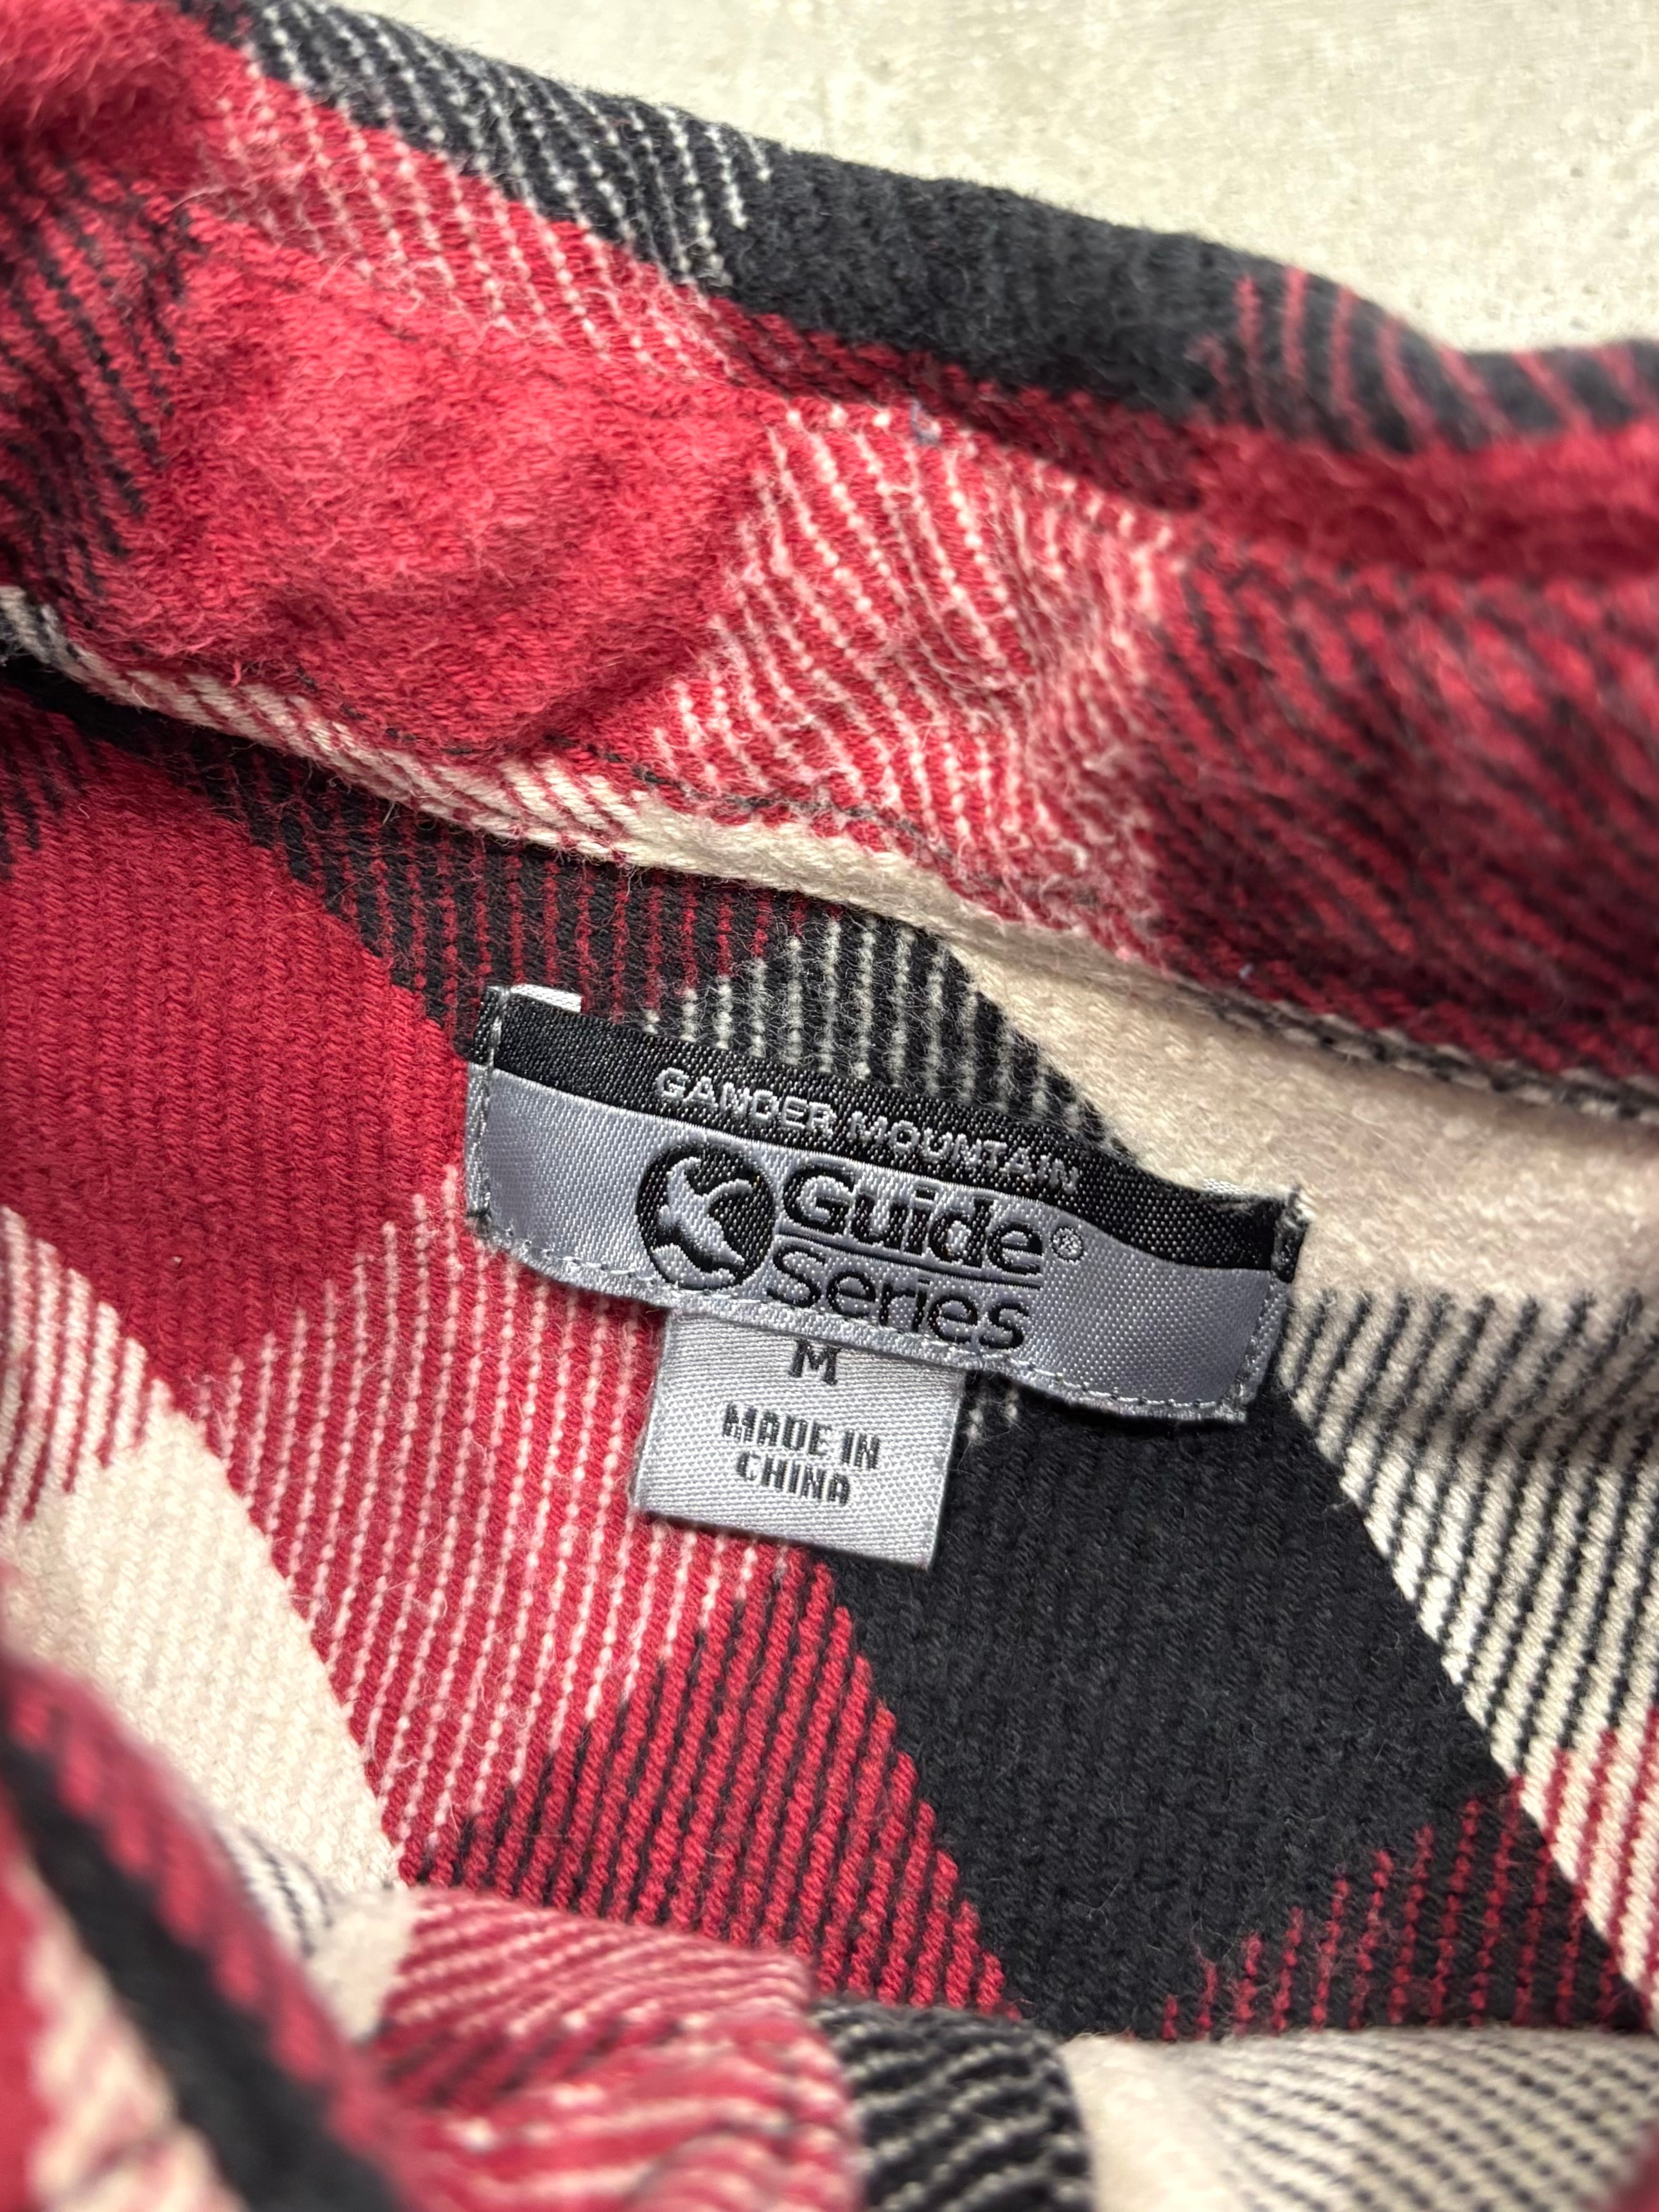 GANDER MOUNTAIN
Guide®
Series
M
MADE IN
CHINA